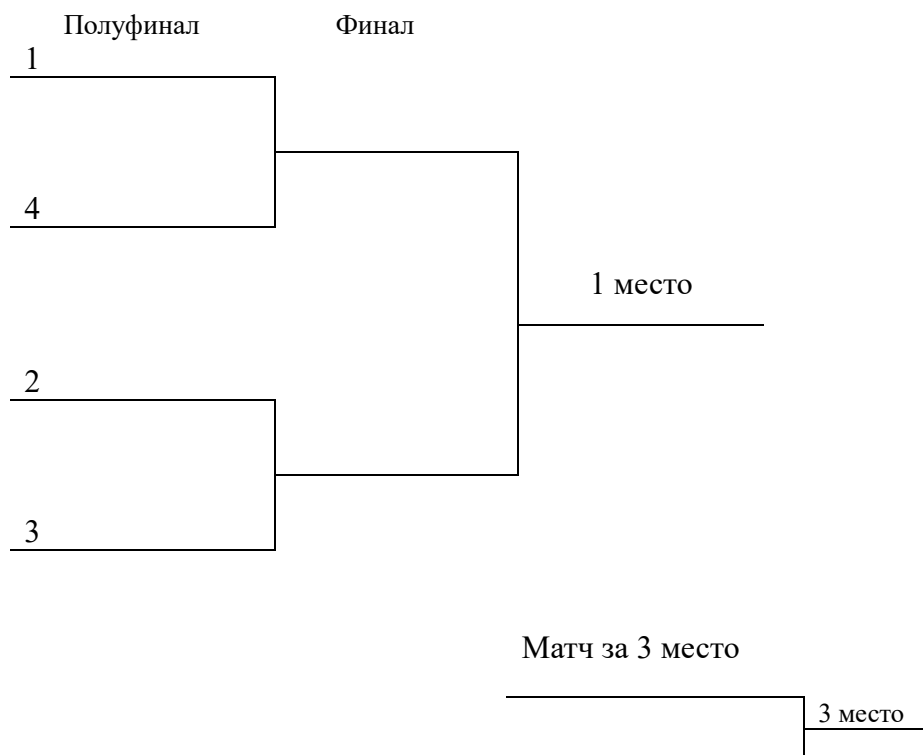 Полуфинал Финал
1
4
1 место
2
3
Матч за 3 место
3 место